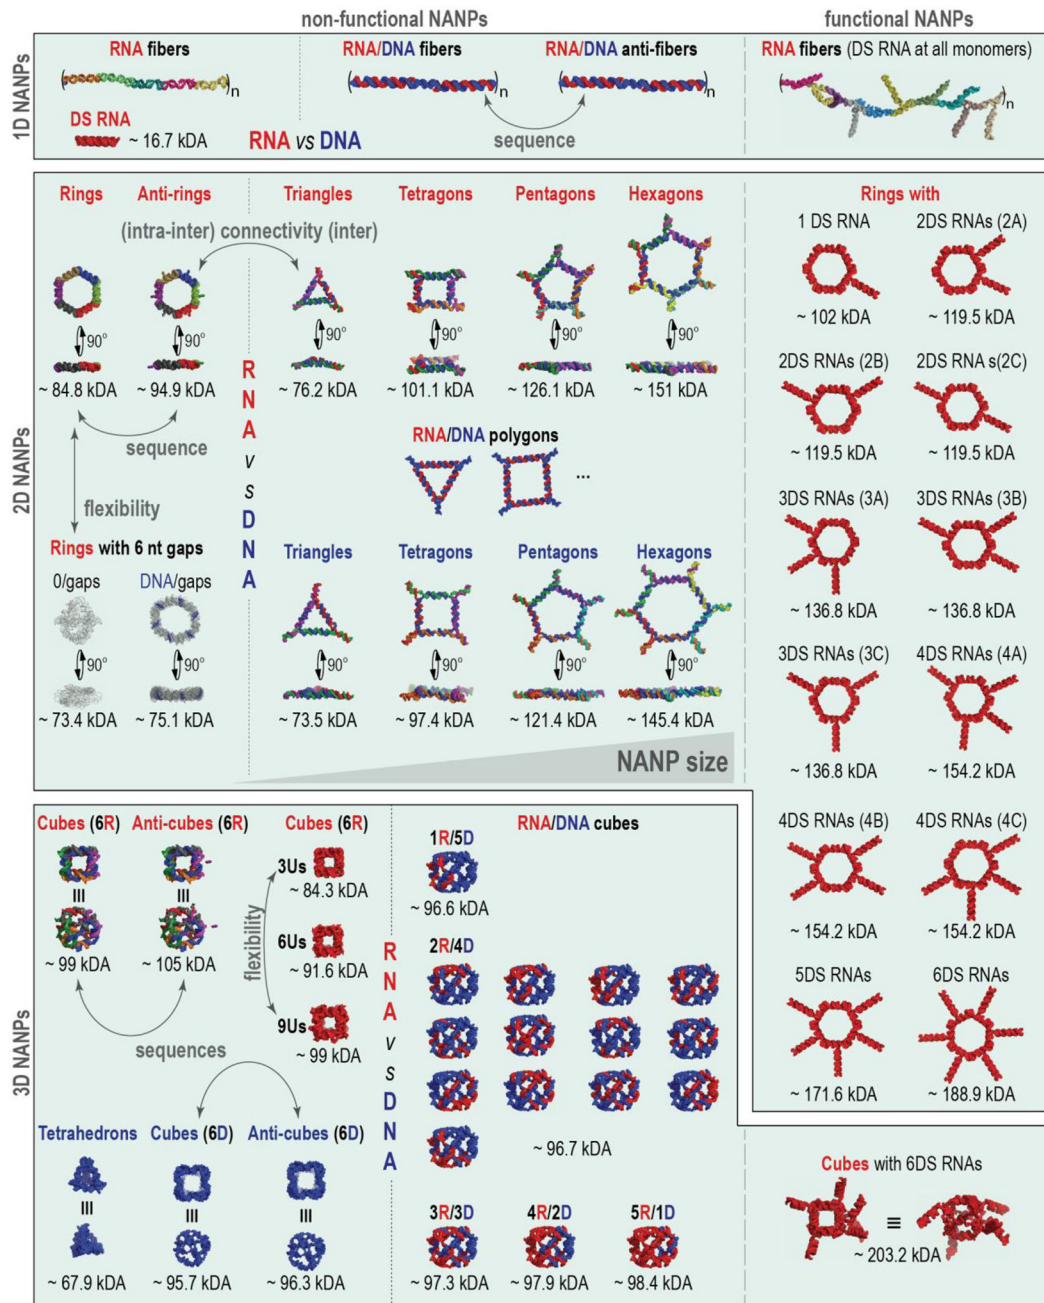 non-functional NANPs
functional NANPs
1D NANPs
RNA fibers
RNA/DNA fibers
RNA/DNA anti-fibers
RNA fibers (DS RNA at all monomers)
n
n
n
n
DS RNA
~ 16.7 kDA
RNA vs DNA
sequence
2D NANPs
Rings
Anti-rings
Triangles
Tetragons
Pentagons
Hexagons
(intra-inter) connectivity (inter)
90°
90°
90°
90°
90°
90°
~ 84.8 kDA
~ 94.9 kDA
~ 76.2 kDA
~ 101.1 kDA
~ 126.1 kDA
~ 151 kDA
sequence
flexibility
RNA vs DNA
RNA/DNA polygons
...
Rings with 6 nt gaps
0/gaps
DNA/gaps
90°
90°
~ 73.4 kDA
~ 75.1 kDA
Triangles
Tetragons
Pentagons
Hexagons
90°
90°
90°
90°
~ 73.5 kDA
~ 97.4 kDA
~ 121.4 kDA
~ 145.4 kDA
NANP size
Rings with
1 DS RNA
2DS RNAs (2A)
~ 102 kDA
~ 119.5 kDA
2DS RNAs (2B)
2DS RNA s(2C)
~ 119.5 kDA
~ 119.5 kDA
3DS RNAs (3A)
3DS RNAs (3B)
~ 136.8 kDA
~ 136.8 kDA
3DS RNAs (3C)
4DS RNAs (4A)
~ 136.8 kDA
~ 154.2 kDA
4DS RNAs (4B)
4DS RNAs (4C)
~ 154.2 kDA
~ 154.2 kDA
5DS RNAs
6DS RNAs
~ 171.6 kDA
~ 188.9 kDA
3D NANPs
Cubes (6R)
Anti-cubes (6R)
Cubes (6R)
~ 99 kDA
~ 105 kDA
3Us
~ 84.3 kDA
6Us
~ 91.6 kDA
9Us
~ 99 kDA
flexibility
sequences
Tetrahedrons
Cubes (6D)
Anti-cubes (6D)
~ 67.9 kDA
~ 95.7 kDA
~ 96.3 kDA
RNA vs DNA
RNA/DNA cubes
1R/5D
~ 96.6 kDA
2R/4D
~ 96.7 kDA
3R/3D
4R/2D
5R/1D
~ 97.3 kDA
~ 97.9 kDA
~ 98.4 kDA
Cubes with 6DS RNAs
≡
~ 203.2 kDA